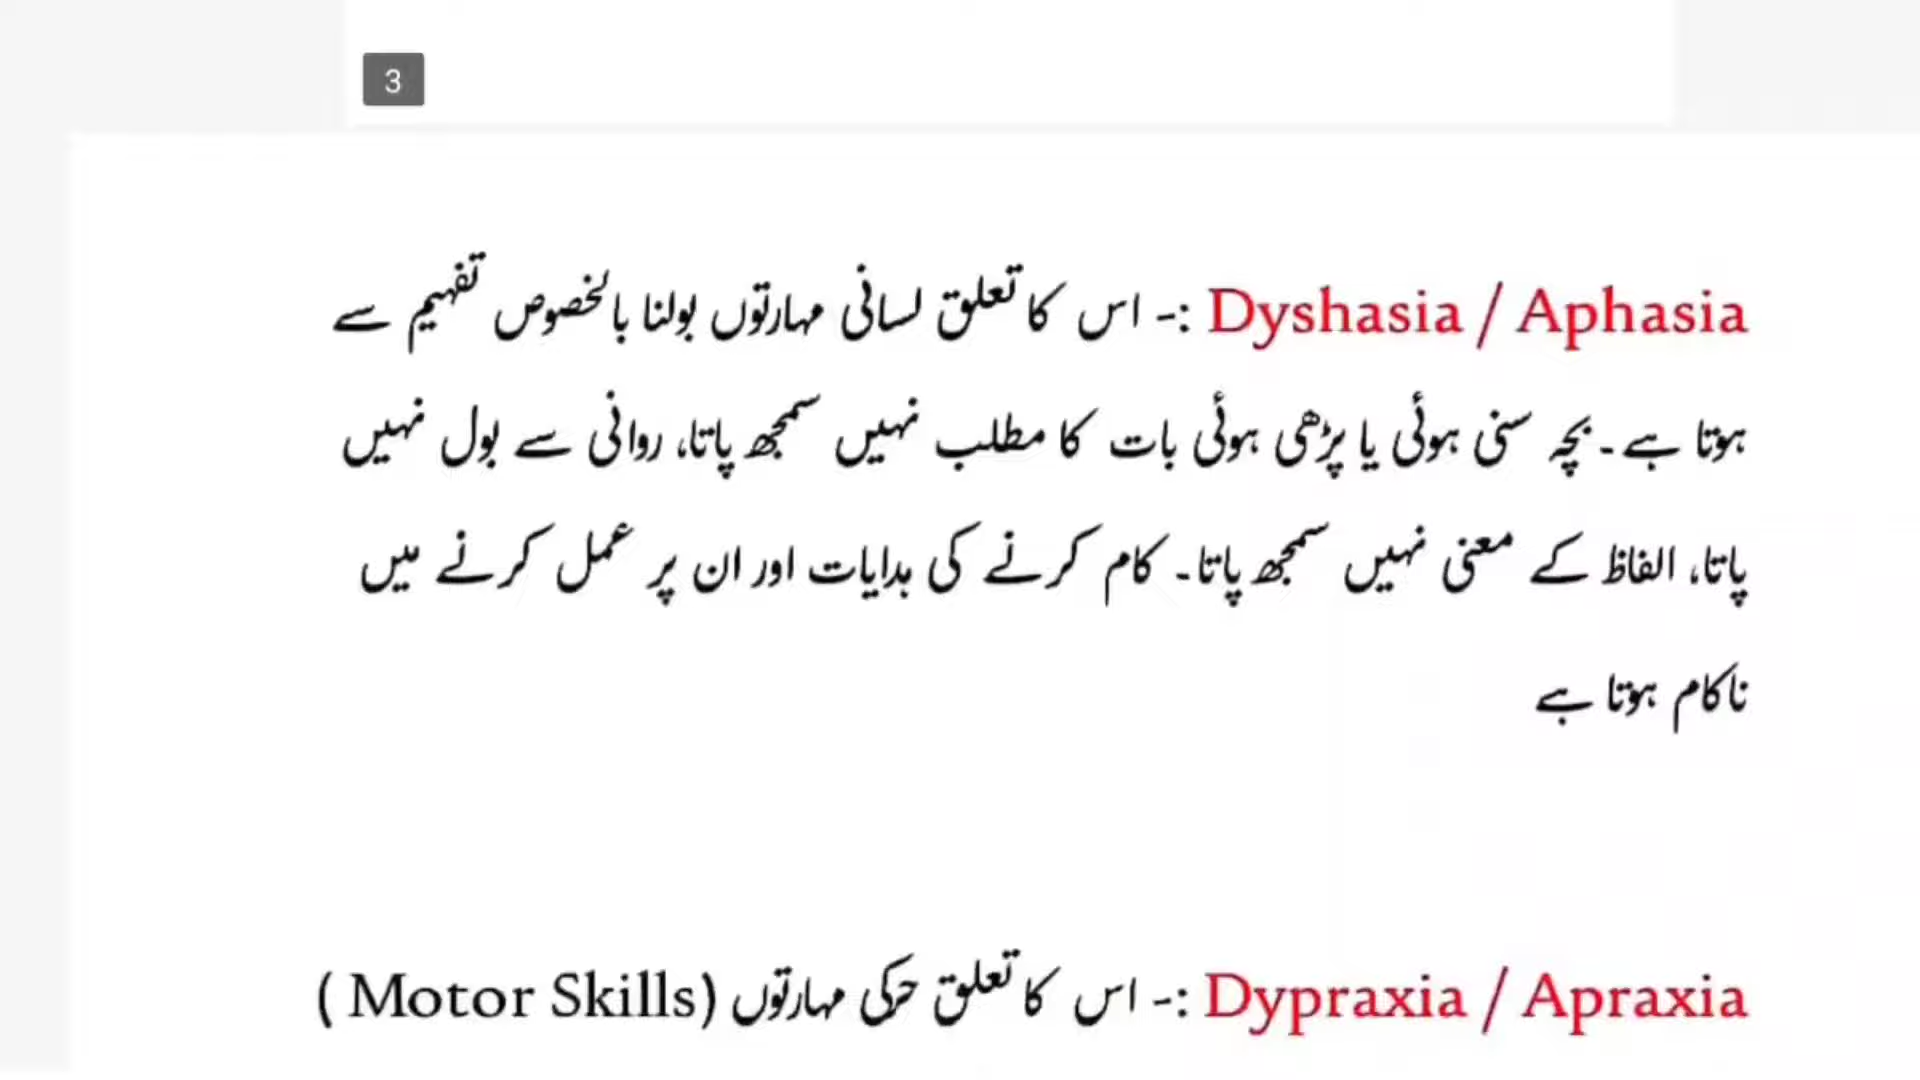 3
Dyshasia / Aphasia :- اس کا تعلق لسانی مہارتوں بولنا بالخصوص تفہیم سے
ہوتا ہے۔ بچہ سنی ہوئی یا پڑھی ہوئی بات کا مطلب نہیں سمجھ پاتا، روانی سے بول نہیں
پاتا، الفاظ کے معنی نہیں سمجھ پاتا۔ کام کرنے کی ہدایات اور ان پر عمل کرنے میں
ناکام ہوتا ہے
Dypraxia / Apraxia :- اس کا تعلق حرکی مہارتوں (Motor Skills )